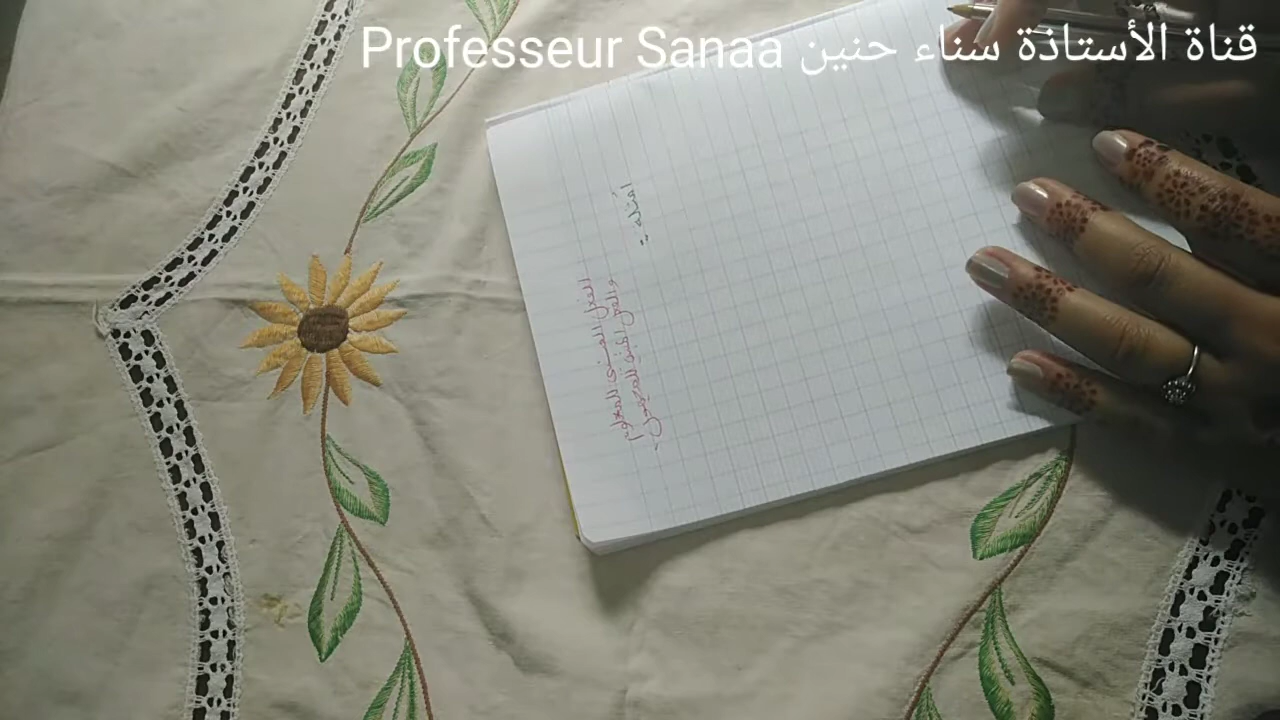 قناة الأستاذة سناء حنين Professeur Sanaa
الفعل المبني للمعلوم
والفعل المبني للمجهول.
أمثلة :